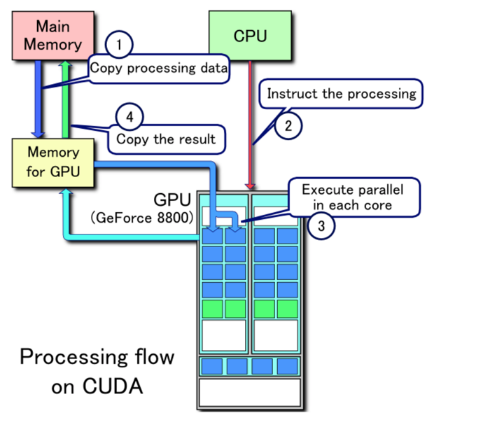 Main
Memory
CPU
1
Copy processing data
Instruct the processing
2
4
Copy the result
Memory
for GPU
GPU
(GeForce 8800)
Execute parallel
in each core
3
Processing flow
on CUDA